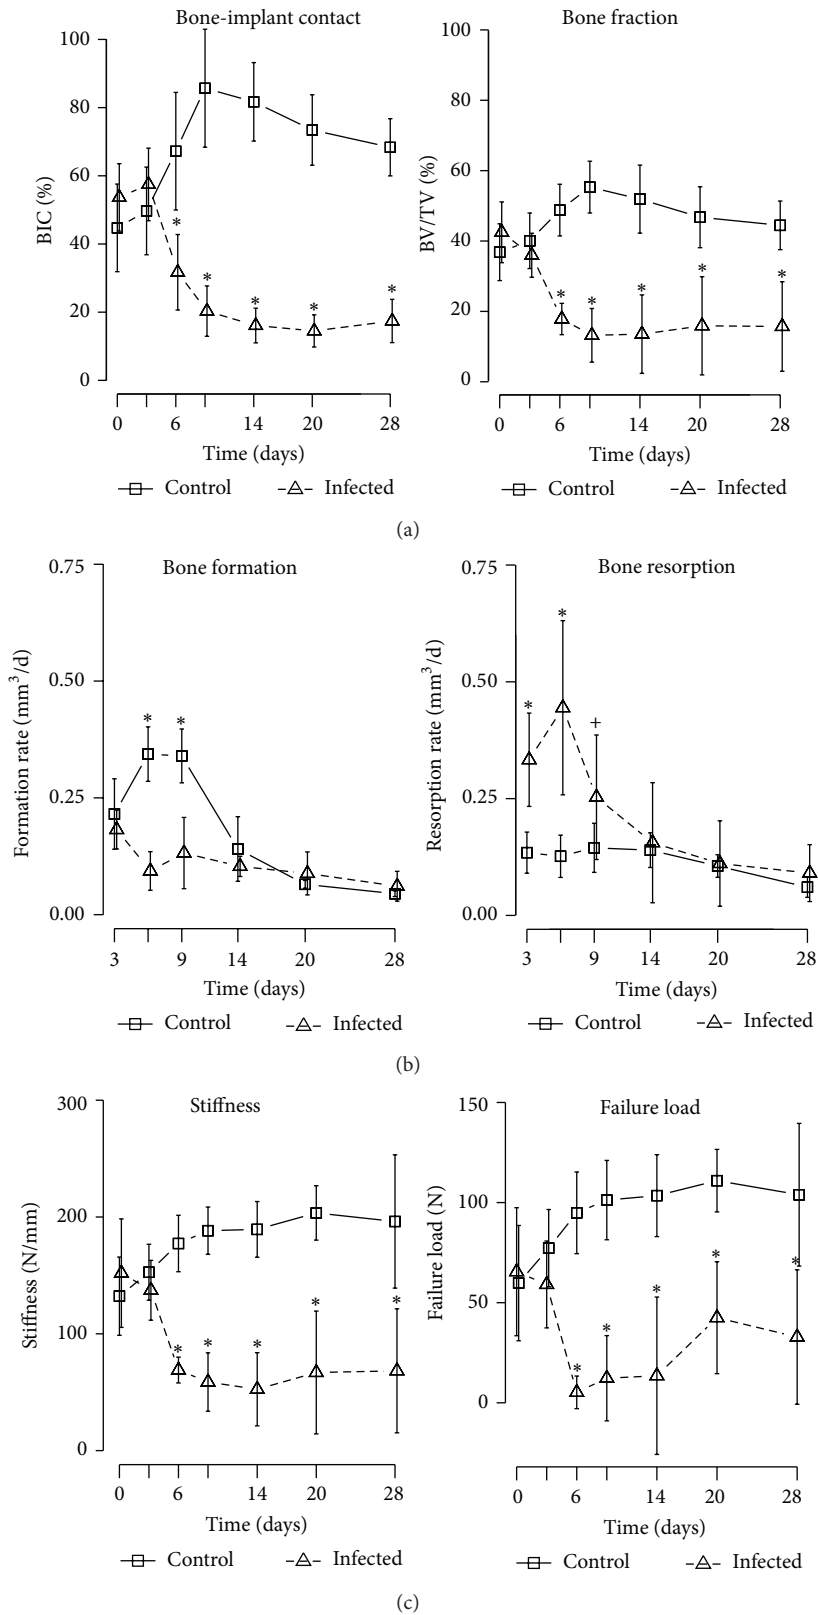 Bone-implant contact
100
80
60
40
20
0
BIC (%)
*
*
*
*
*
0 6 14 20 28
Time (days)
Control Infected
Bone fraction
100
80
60
40
20
0
BV/TV (%)
*
*
*
*
*
0 6 14 20 28
Time (days)
Control Infected
(a)
Bone formation
0.75
0.50
0.25
0.00
Formation rate (mm³/d)
* *
3 9 14 20 28
Time (days)
Control Infected
Bone resorption
0.75
0.50
0.25
0.00
Resorption rate (mm³/d)
*
*
+
3 9 14 20 28
Time (days)
Control Infected
(b)
Stiffness
300
200
100
0
Stiffness (N/mm)
*
*
*
*
*
0 6 14 20 28
Time (days)
Control Infected
Failure load
150
100
50
0
Failure load (N)
*
*
*
*
*
0 6 14 20 28
Time (days)
Control Infected
(c)